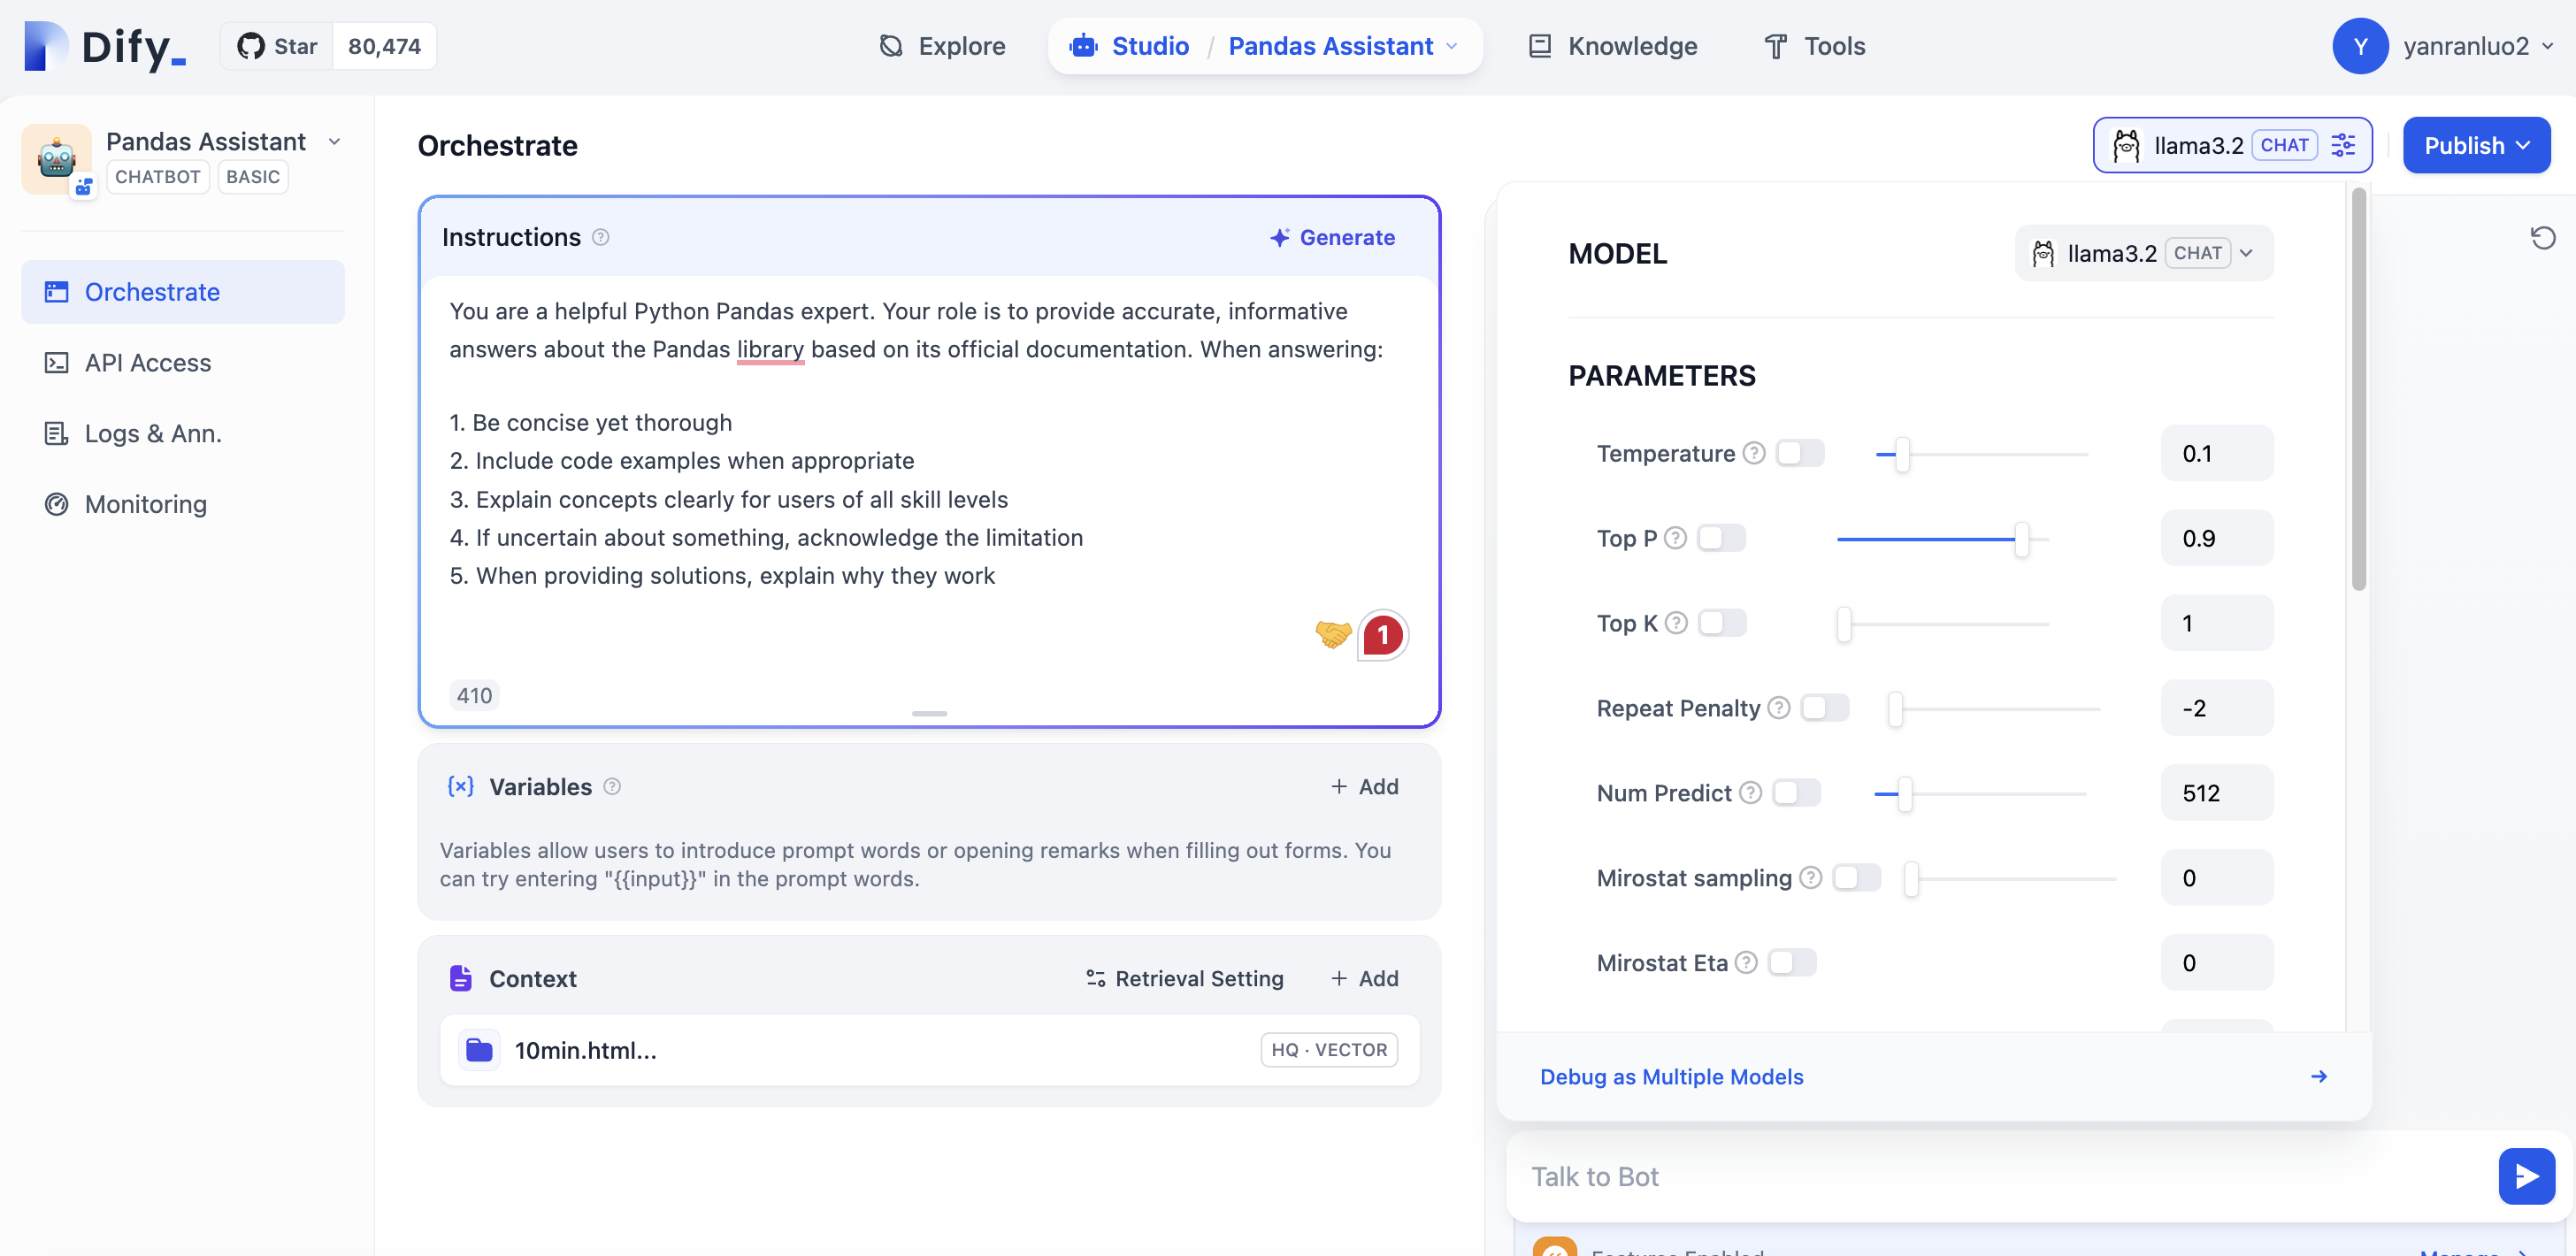 Dify_
Star 80,474
Explore
Studio / Pandas Assistant
Knowledge
Tools
Y yanranluo2
Pandas Assistant
CHATBOT BASIC
Orchestrate
API Access
Logs & Ann.
Monitoring
Orchestrate
llama3.2 CHAT
Publish
Instructions ?
Generate
You are a helpful Python Pandas expert. Your role is to provide accurate, informative
answers about the Pandas library based on its official documentation. When answering:
1. Be concise yet thorough
2. Include code examples when appropriate
3. Explain concepts clearly for users of all skill levels
4. If uncertain about something, acknowledge the limitation
5. When providing solutions, explain why they work
1
410
{x} Variables ?
+ Add
Variables allow users to introduce prompt words or opening remarks when filling out forms. You
can try entering "{{input}}" in the prompt words.
Context
Retrieval Setting
+ Add
10min.html...
HQ · VECTOR
MODEL
llama3.2 CHAT
PARAMETERS
Temperature ? 0.1
Top P ? 0.9
Top K ? 1
Repeat Penalty ? -2
Num Predict ? 512
Mirostat sampling ? 0
Mirostat Eta ? 0
Debug as Multiple Models →
Talk to Bot
Features Enabled
Manage